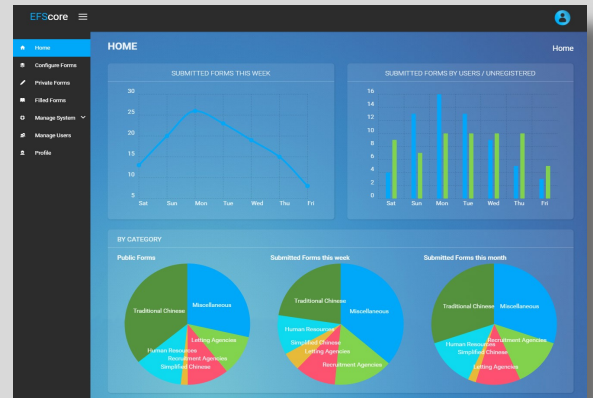 EFScore
Home
Configure Forms
Private Forms
Filled Forms
Manage System
Manage Users
Profile
HOME
Home
SUBMITTED FORMS THIS WEEK
30
25
20
15
10
5
Sat Sun Mon Tue Wed Thu Fri
SUBMITTED FORMS BY USERS / UNREGISTERED
16
14
12
10
8
6
4
2
0
Sat Sun Mon Tue Wed Thu Fri
BY CATEGORY
Public Forms
Traditional Chinese
Miscellaneous
Letting Agencies
Human Resources
Recruitment Agencies
Simplified Chinese
Submitted Forms this week
Traditional Chinese
Miscellaneous
Human Resources
Simplified Chinese
Letting Agencies
Recruitment Agencies
Submitted Forms this month
Traditional Chinese
Miscellaneous
Recruitment Agencies
Human Resources
Simplified Chinese
Letting Agencies